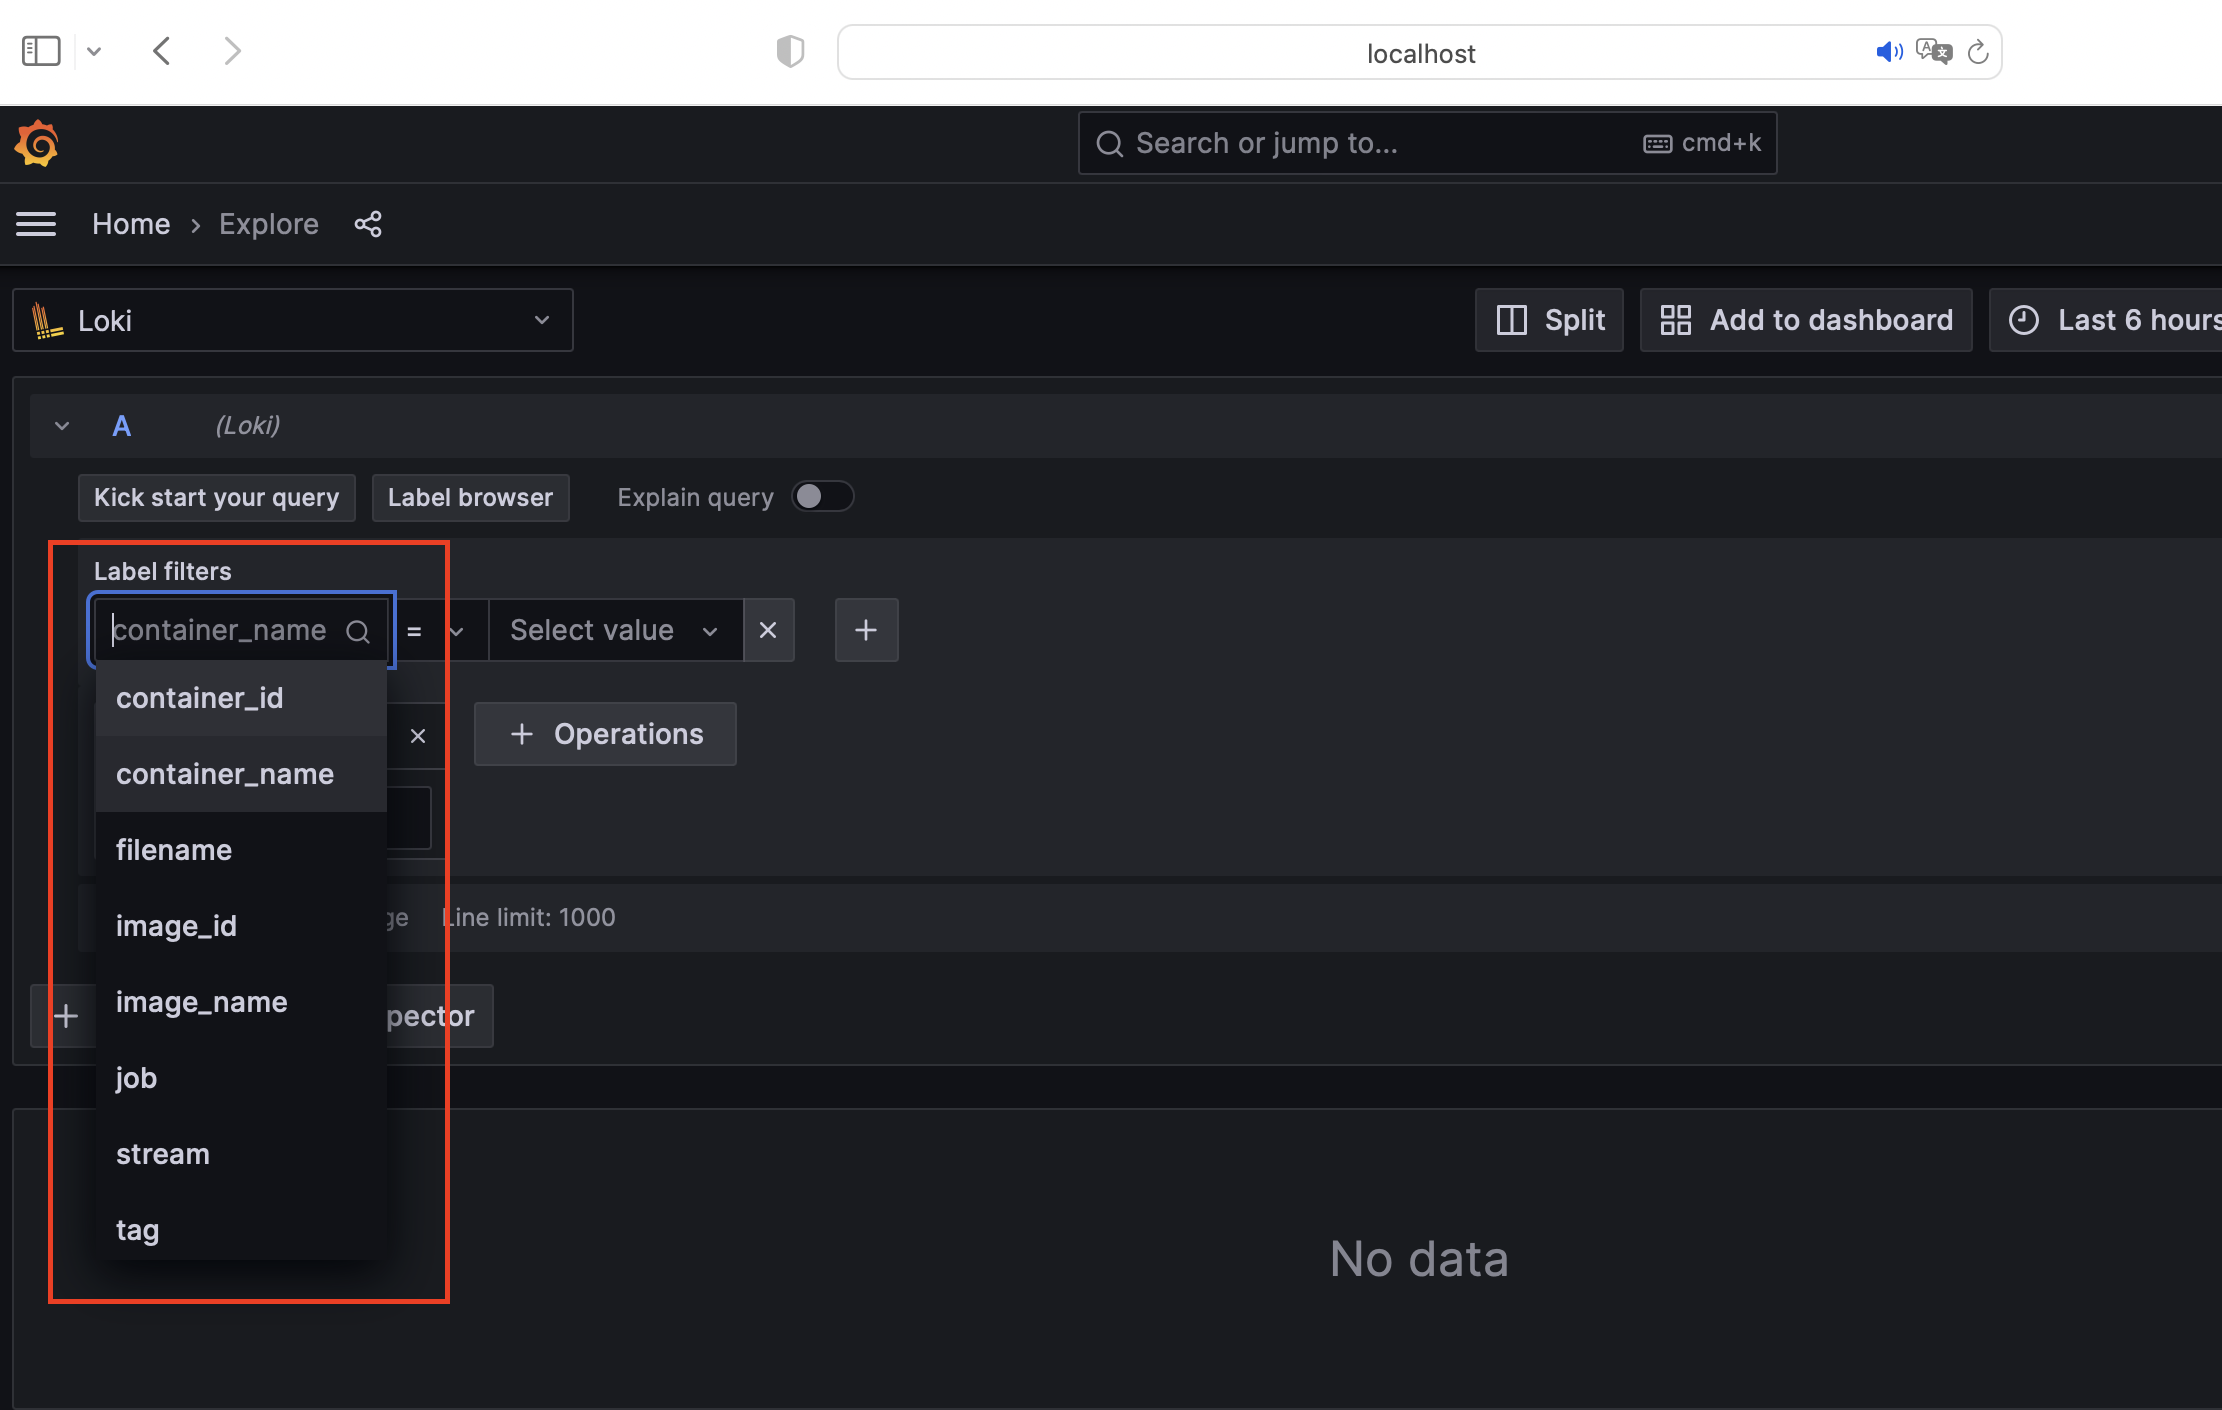 localhost
Search or jump to...
cmd+k
Home › Explore
Loki
Split
Add to dashboard
Last 6 hours
A
(Loki)
Kick start your query
Label browser
Explain query
Label filters
container_name
=
Select value
container_id
Operations
container_name
filename
image_id
ge
Line limit: 1000
image_name
pector
job
stream
tag
No data